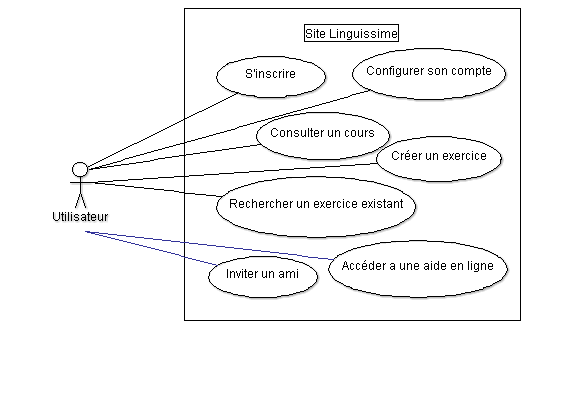 Site Linguissime
S'inscrire
Configurer son compte
Consulter un cours
Créer un exercice
Rechercher un exercice existant
Utilisateur
Inviter un ami
Accéder a une aide en ligne